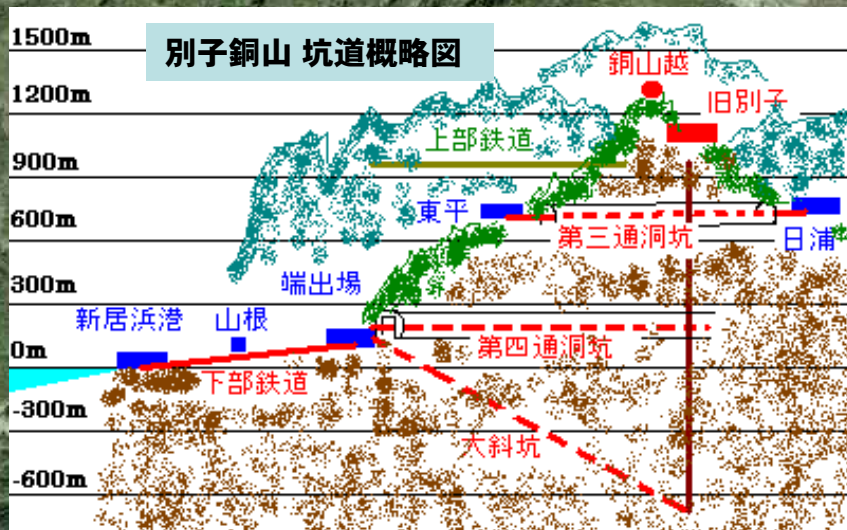 1500m
別子銅山 坑道概略図
銅山越
1200m
旧別子
上部鉄道
900m
東平
600m
第三通洞坑
日浦
端出場
300m
新居浜港
山根
0m
第四通洞坑
下部鉄道
-300m
大斜坑
-600m